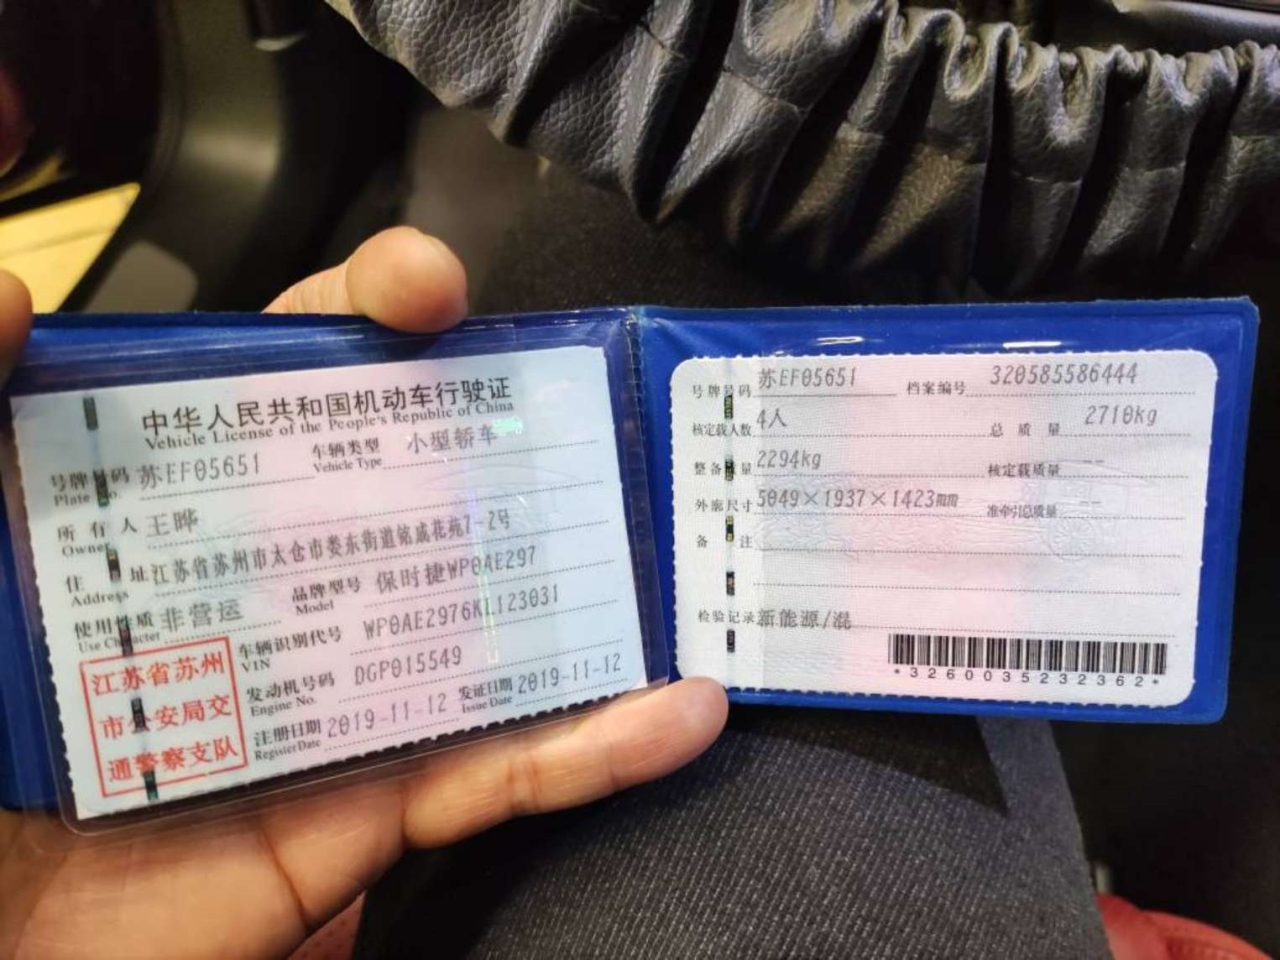 中华人民共和国机动车行驶证
Vehicle License of the People's Republic of China
号牌号码 苏EF05651 车辆类型 小型轿车
Plate No. Vehicle Type
所有人 王晔
Owner
住址 江苏省苏州市太仓市娄东街道铭成花苑7-2号
Address
使用性质 非营运 品牌型号 保时捷WP0AE297
Use Character Model
车辆识别代号 WP0AE2976KL123031
VIN
发动机号码 DGP015549
Engine No.
注册日期 2019-11-12 发证日期 2019-11-12
Register Date Issue Date
江苏省苏州
市公安局交
通警察支队
号牌号码 苏EF05651 档案编号 320585586444
核定载人数 4人 总质量 2710kg
整备质量 2294kg 核定载质量 --
外廓尺寸 5049×1937×1423mm 准牵引总质量 --
备注
检验记录 新能源/混
*3260035232362*